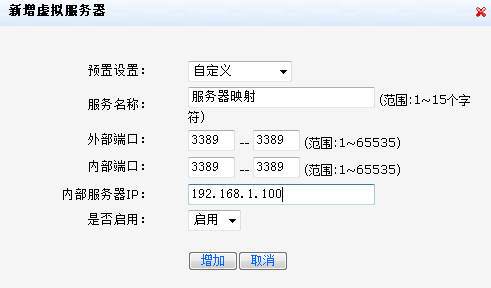 新增虚拟服务器
预置设置： 自定义
服务名称： 服务器映射 (范围:1~15个字
符)
外部端口： 3389 -- 3389 (范围:1~65535)
内部端口： 3389 -- 3389 (范围:1~65535)
内部服务器IP： 192.168.1.100
是否启用： 启用
增加 取消